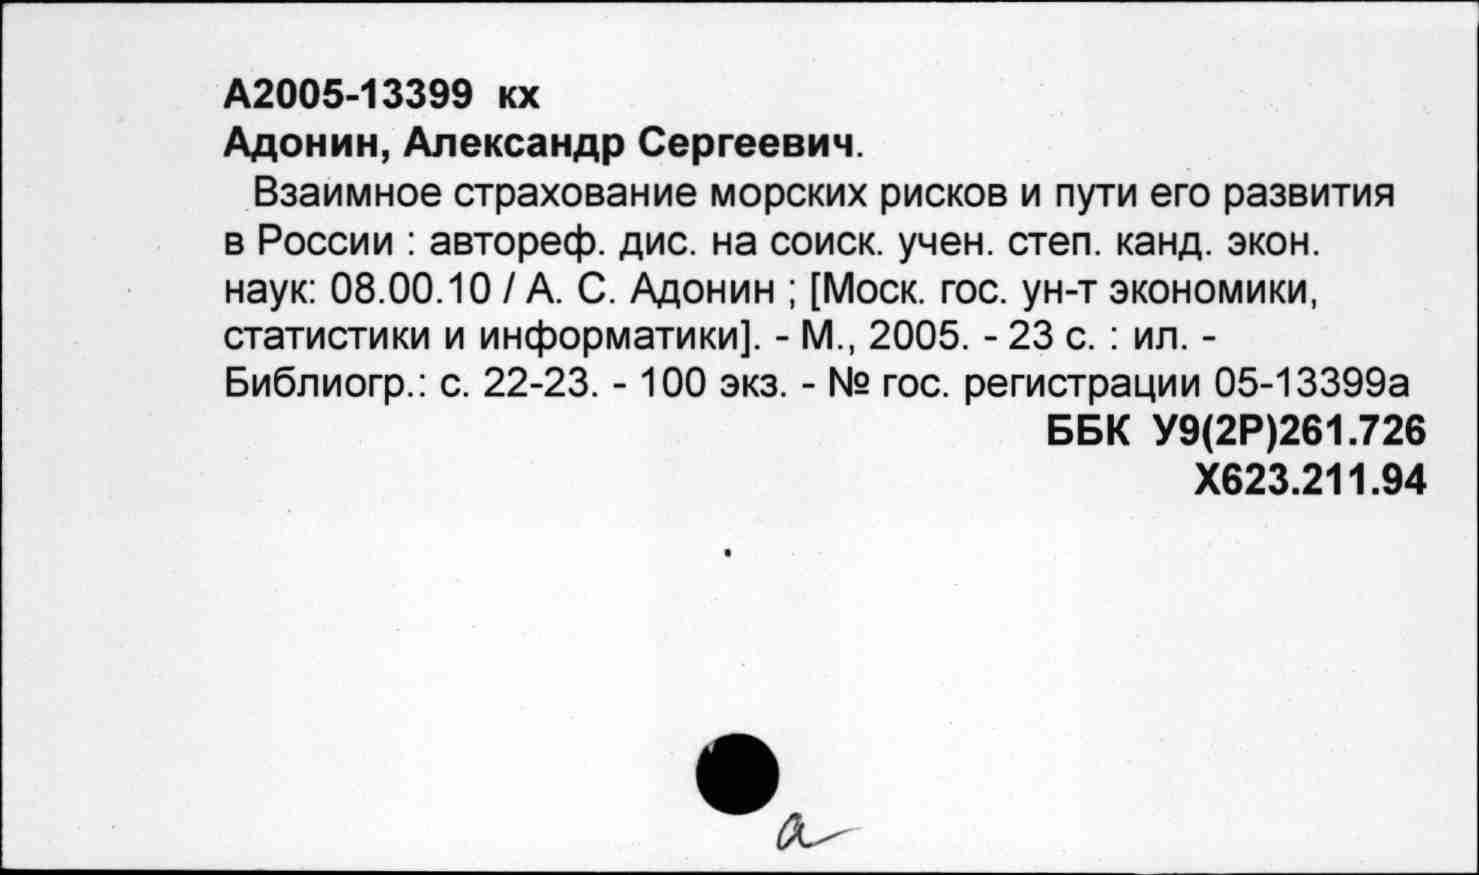 А2005-13399 кх
Адонин, Александр Сергеевич.
Взаимное страхование морских рисков и пути его развития
в России : автореф. дис. на соиск. учен. степ. канд. экон.
наук: 08.00.10 / А. С. Адонин ; [Моск. гос. ун-т экономики,
статистики и информатики]. - М., 2005. - 23 с. : ил. -
Библиогр.: с. 22-23. - 100 экз. - № гос. регистрации 05-13399а
ББК У9(2Р)261.726
Х623.211.94
а